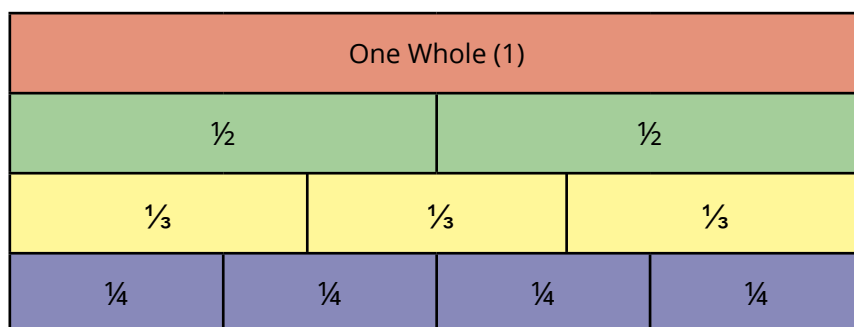 One Whole (1)
½ ½
⅓ ⅓ ⅓
¼ ¼ ¼ ¼